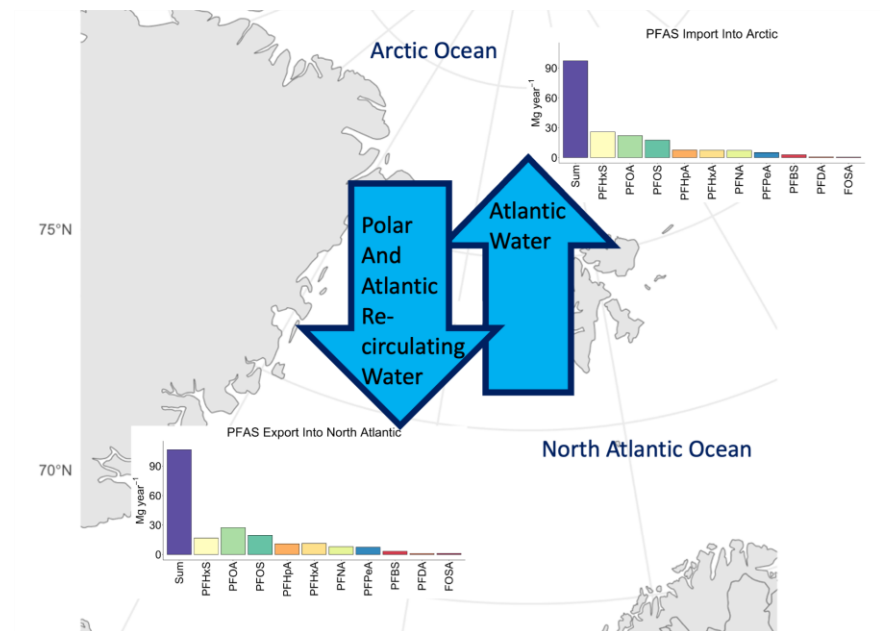 Arctic Ocean
PFAS Import Into Arctic
Mg year⁻¹
90
60
30
0
Sum
PFHxS
PFOA
PFOS
PFHpA
PFHxA
PFNA
PFPeA
PFBS
PFDA
FOSA
75°N
Polar
And
Atlantic
Re-
circulating
Water
Atlantic
Water
North Atlantic Ocean
70°N
PFAS Export Into North Atlantic
Mg year⁻¹
90
60
30
0
Sum
PFHxS
PFOA
PFOS
PFHpA
PFHxA
PFNA
PFPeA
PFBS
PFDA
FOSA